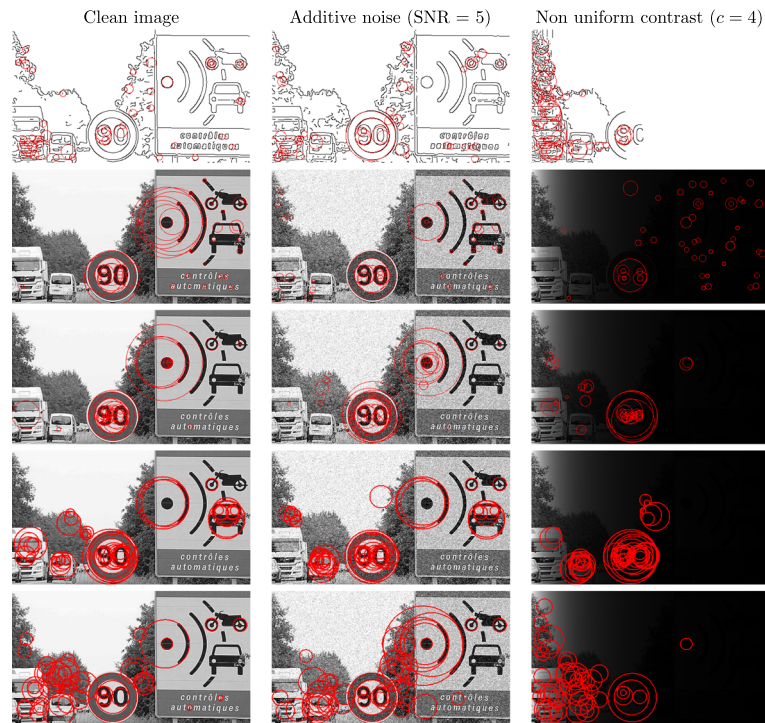 Clean image
Additive noise (SNR = 5)
Non uniform contrast (c = 4)
90
contrôles
automatiques
90
contrôles
automatiques
90
90
contrôles
automatiques
90
contrôles
automatiques
90
contrôles
automatiques
90
contrôles
automatiques
90
contrôles
automatiques
90
contrôles
automatiques
90
contrôles
automatiques
90
contrôles
automatiques